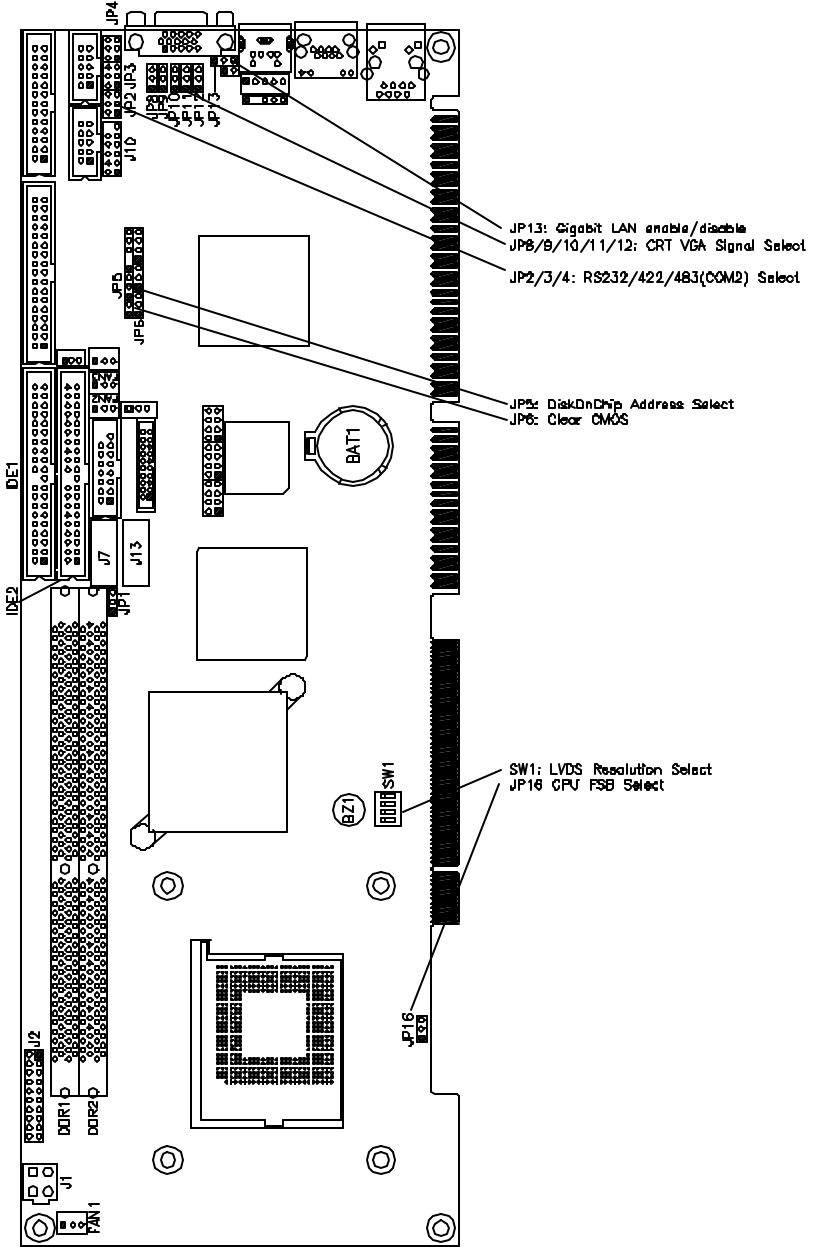 JP4
JP3
JP2
J10
JP8
JP9
JP10
JP11
JP12
JP13
JP13: Gigabit LAN enable/disable
JP8/9/10/11/12: CRT VGA Signal Select
JP2/3/4: RS232/422/485(COM2) Select
JP5
JP6
JP5: DiskOnChip Address Select
JP6: Clear CMOS
IDE1
BAT1
J7
J13
IDE2
JP1
SW1
BZ1
SW1: LVDS Resolution Select
JP16 CPU FSB Select
JP16
J2
DDR1
DDR2
J1
FAN1